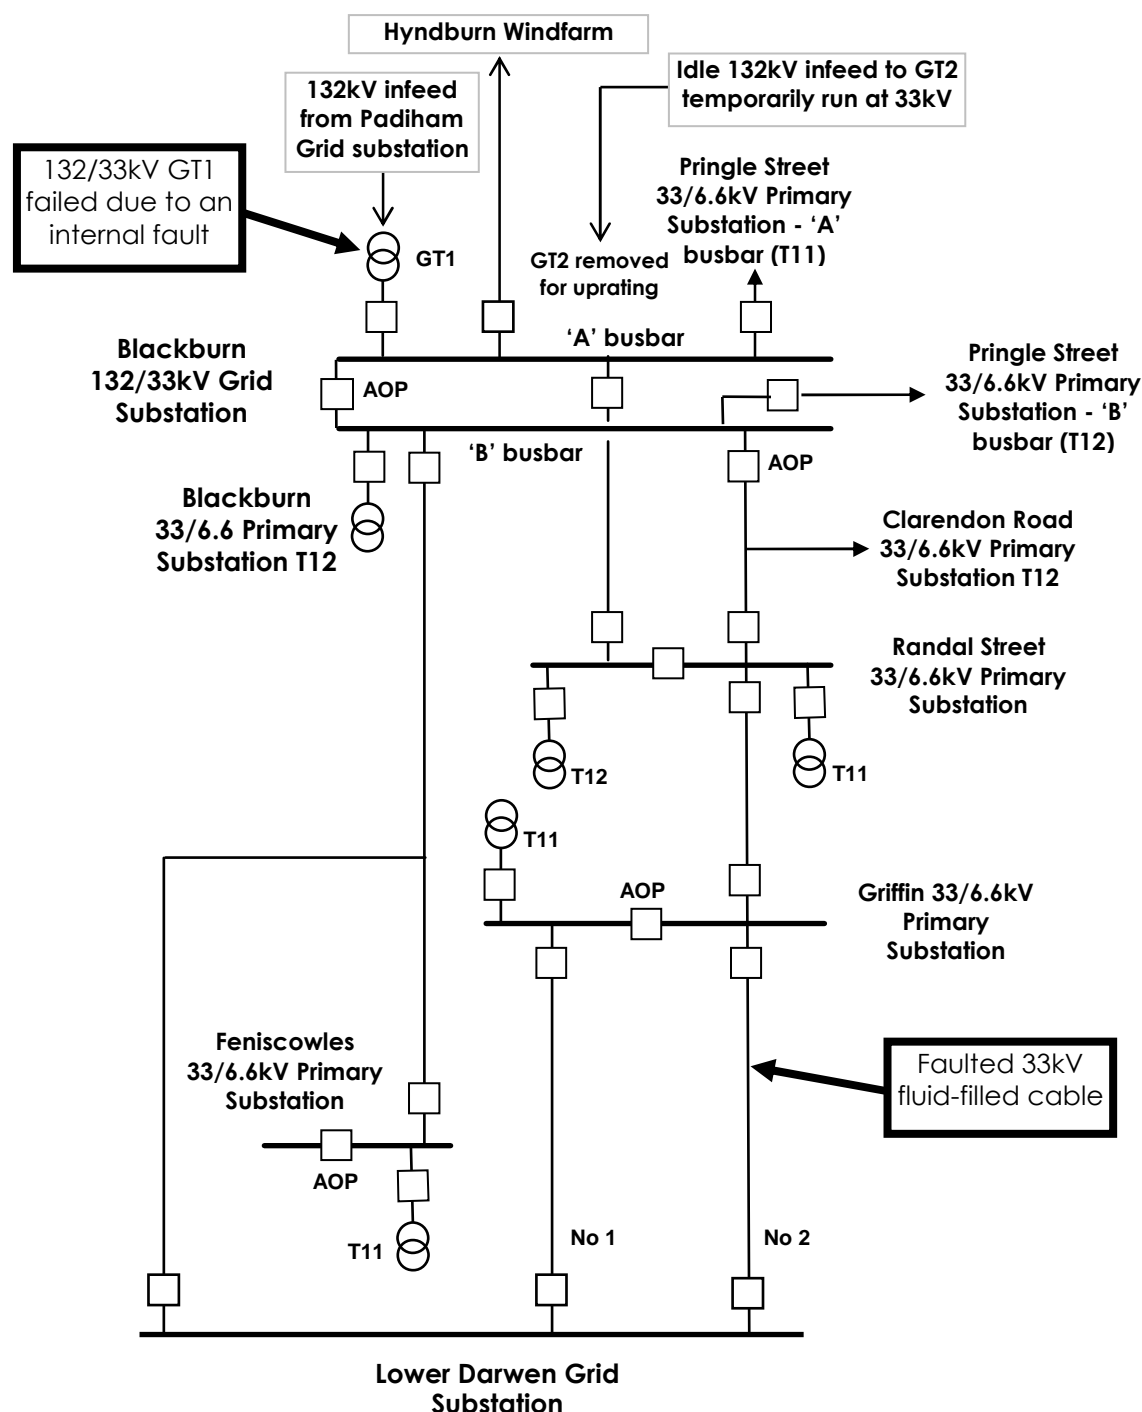 Hyndburn Windfarm
132kV infeed
from Padiham
Grid substation
Idle 132kV infeed to GT2
temporarily run at 33kV
132/33kV GT1
failed due to an
internal fault
Pringle Street
33/6.6kV Primary
Substation - ‘A’
busbar (T11)
GT1
GT2 removed
for uprating
‘A’ busbar
Blackburn
132/33kV Grid
Substation
AOP
Pringle Street
33/6.6kV Primary
Substation - ‘B’
busbar (T12)
‘B’ busbar
AOP
Blackburn
33/6.6 Primary
Substation T12
Clarendon Road
33/6.6kV Primary
Substation T12
Randal Street
33/6.6kV Primary
Substation
T12
T11
T11
AOP
Griffin 33/6.6kV
Primary
Substation
Feniscowles
33/6.6kV Primary
Substation
Faulted 33kV
fluid-filled cable
AOP
T11
No 1
No 2
Lower Darwen Grid
Substation